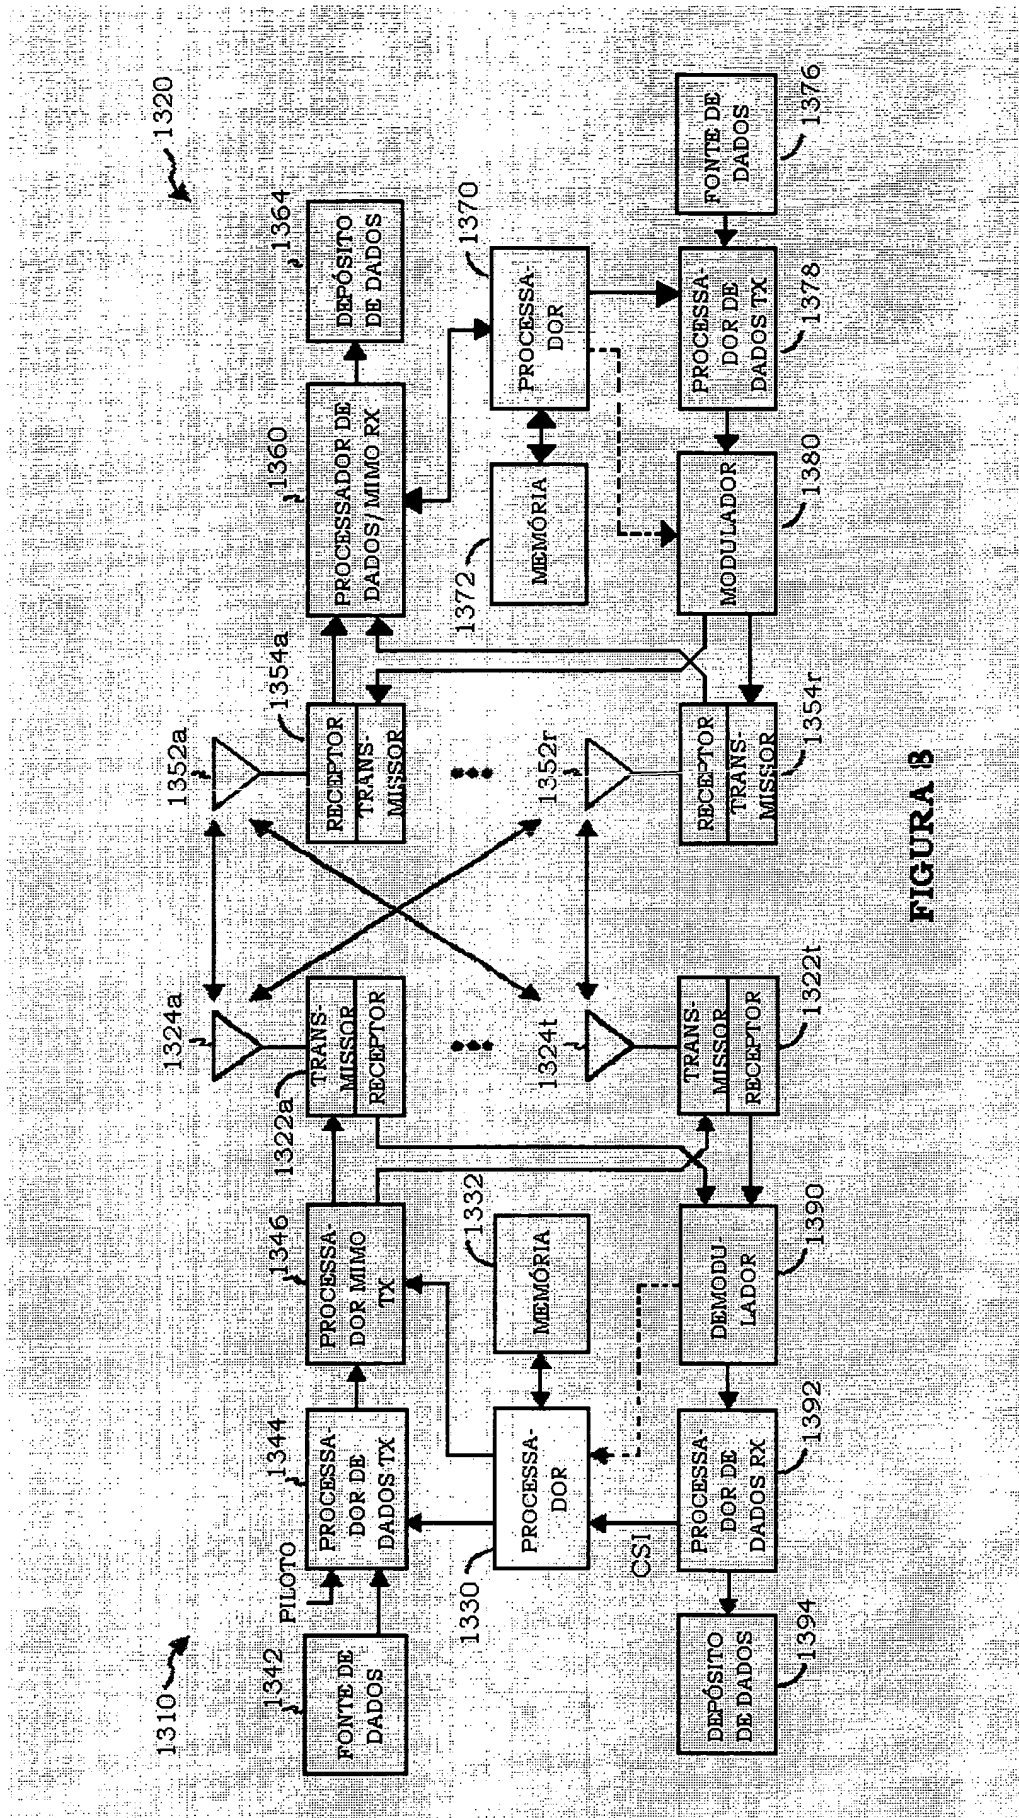 1310
1320
1342
FONTE DE
DADOS
PILOTO
1344
PROCESSA-
DOR DE
DADOS TX
1346
PROCESSA-
DOR MIMO
TX
1324a
1322a
TRANS-
MISSOR
RECEPTOR
1352a
1354a
RECEPTOR
TRANS-
MISSOR
1360
PROCESSADOR DE
DADOS/MIMO RX
1364
DEPÓSITO
DE DADOS
1330
PROCESSA-
DOR
1332
MEMÓRIA
1324t
1352r
1372
MEMÓRIA
1370
PROCESSA-
DOR
CSI
DEPÓSITO
DE DADOS
1394
PROCESSA-
DOR DE
DADOS RX
1392
DEMODU-
LADOR
1390
TRANS-
MISSOR
RECEPTOR
1322t
RECEPTOR
TRANS-
MISSOR
1354r
MODULADOR
1380
PROCESSA-
DOR DE
DADOS TX
1378
FONTE DE
DADOS
1376
FIGURA 3